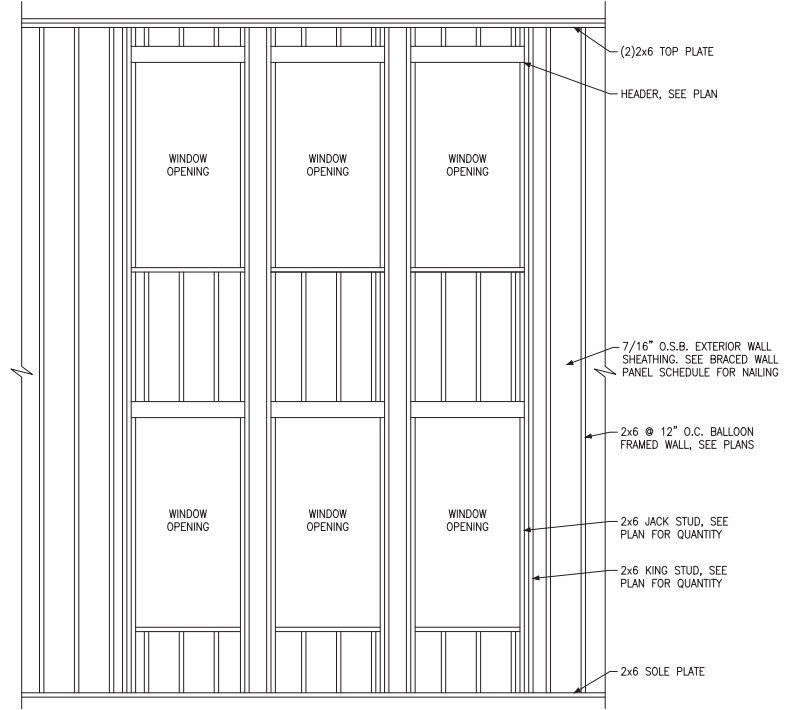 (2)2x6 TOP PLATE
HEADER, SEE PLAN
WINDOW
OPENING
WINDOW
OPENING
WINDOW
OPENING
7/16" O.S.B. EXTERIOR WALL
SHEATHING. SEE BRACED WALL
PANEL SCHEDULE FOR NAILING
2x6 @ 12" O.C. BALLOON
FRAMED WALL, SEE PLANS
WINDOW
OPENING
WINDOW
OPENING
WINDOW
OPENING
2x6 JACK STUD, SEE
PLAN FOR QUANTITY
2x6 KING STUD, SEE
PLAN FOR QUANTITY
2x6 SOLE PLATE